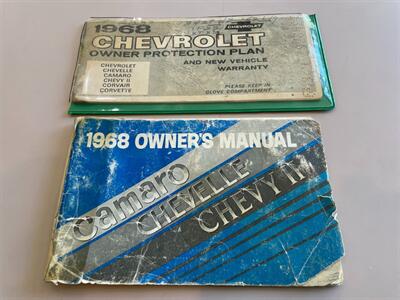 1968
CHEVROLET
CHEVROLET
OWNER PROTECTION PLAN
AND NEW VEHICLE
WARRANTY
CHEVROLET
CHEVELLE
CAMARO
CHEVY II
CORVAIR
CORVETTE
PLEASE KEEP IN
GLOVE COMPARTMENT
1968 OWNER'S MANUAL
Camaro
CHEVELLE
CHEVY II